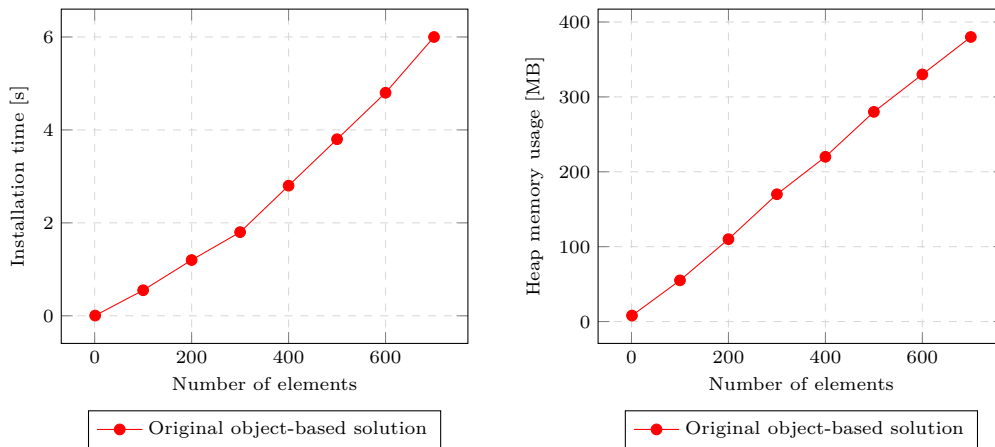 6
4
2
0
Installation time [s]
0
200
400
600
Number of elements
Original object-based solution
400
300
200
100
0
Heap memory usage [MB]
0
200
400
600
Number of elements
Original object-based solution